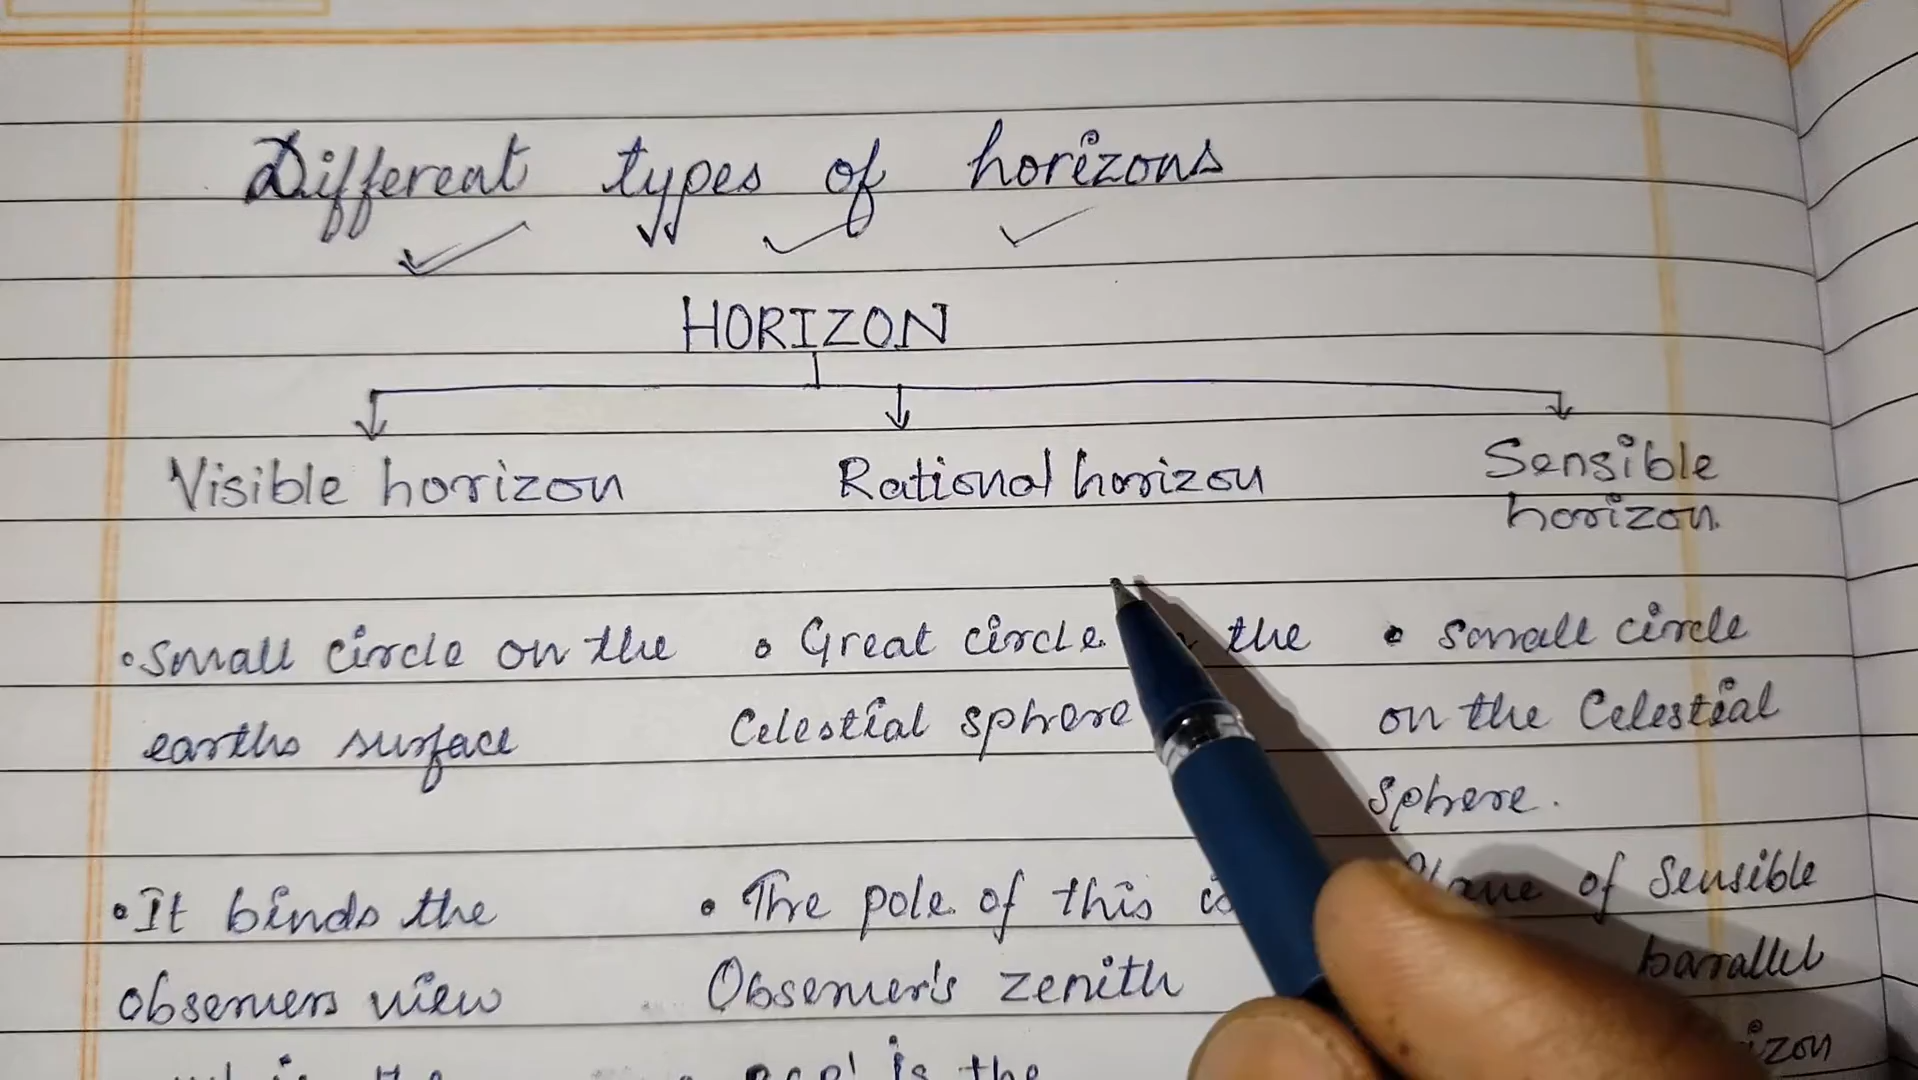 Different types of horizons
HORIZON
Visible horizon Rational horizon Sensible
horizon.
• Small circle on the • Great circle the • small circle
earths surface Celestial sphere on the Celestial
sphere.
• It binds the • The pole of this of Sensible
observers view Observer's zenith parallel
is the